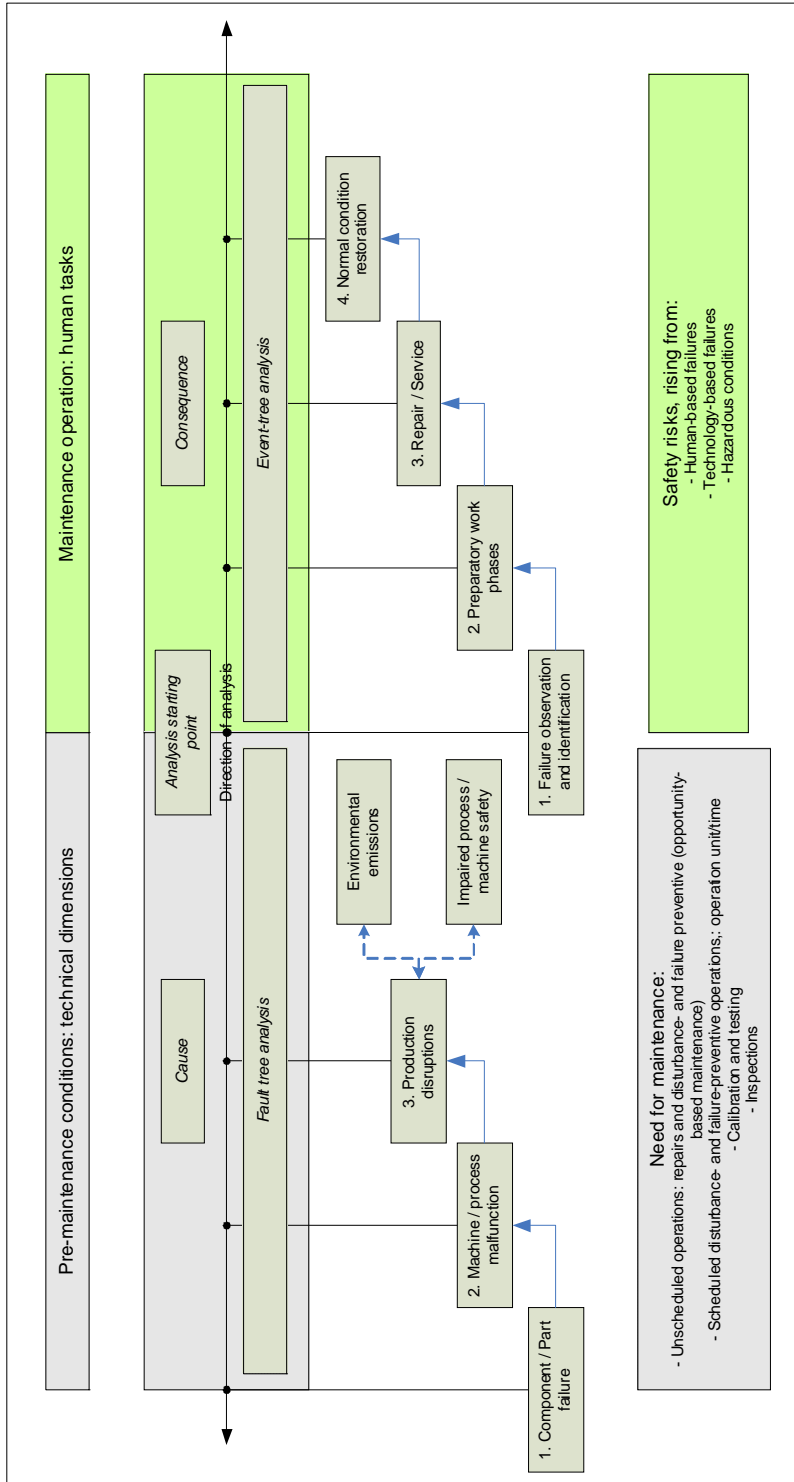 Pre-maintenance conditions: technical dimensions
Maintenance operation: human tasks
Cause
Analysis starting
point
Consequence
Direction of analysis
Fault tree analysis
Event-tree analysis
1. Component / Part
failure
2. Machine / process
malfunction
3. Production
disruptions
Environmental
emissions
Impaired process /
machine safety
1. Failure observation
and identification
2. Preparatory work
phases
3. Repair / Service
4. Normal condition
restoration
Need for maintenance:
- Unscheduled operations: repairs and disturbance- and failure preventive (opportunity-
based maintenance)
- Scheduled disturbance- and failure-preventive operations,: operation unit/time
- Calibration and testing
- Inspections
Safety risks, rising from:
- Human-based failures
- Technology-based failures
- Hazardous conditions